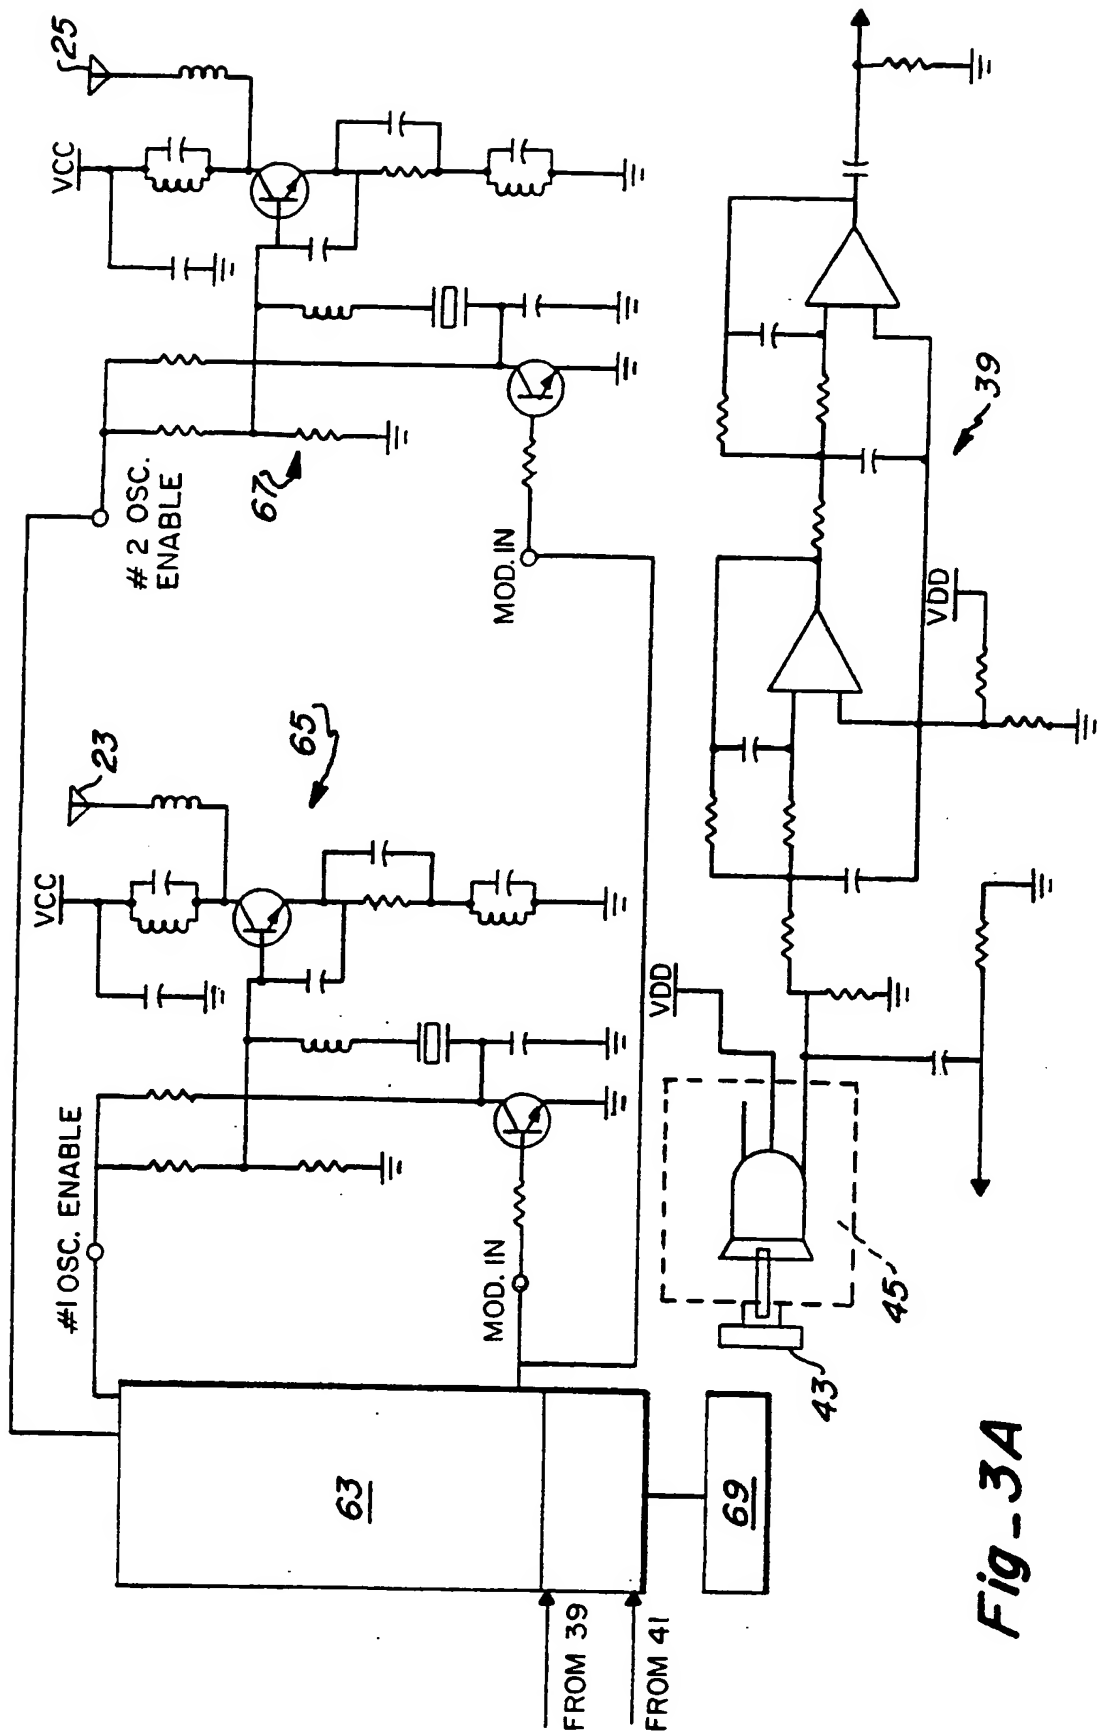 25
VCC
# 2 OSC.
ENABLE
67
MOD. IN
39
VDD
23
VCC
65
#1 OSC. ENABLE
MOD. IN
VDD
45
43
63
69
FROM 39
FROM 41
Fig_3A